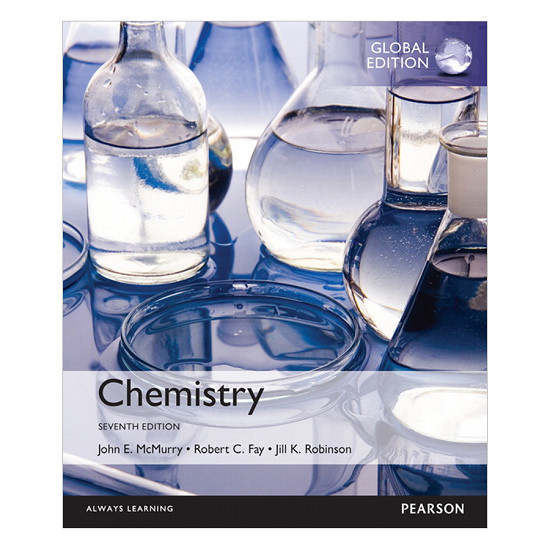 GLOBAL
EDITION
Chemistry
SEVENTH EDITION
John E. McMurry • Robert C. Fay • Jill K. Robinson
ALWAYS LEARNING
PEARSON